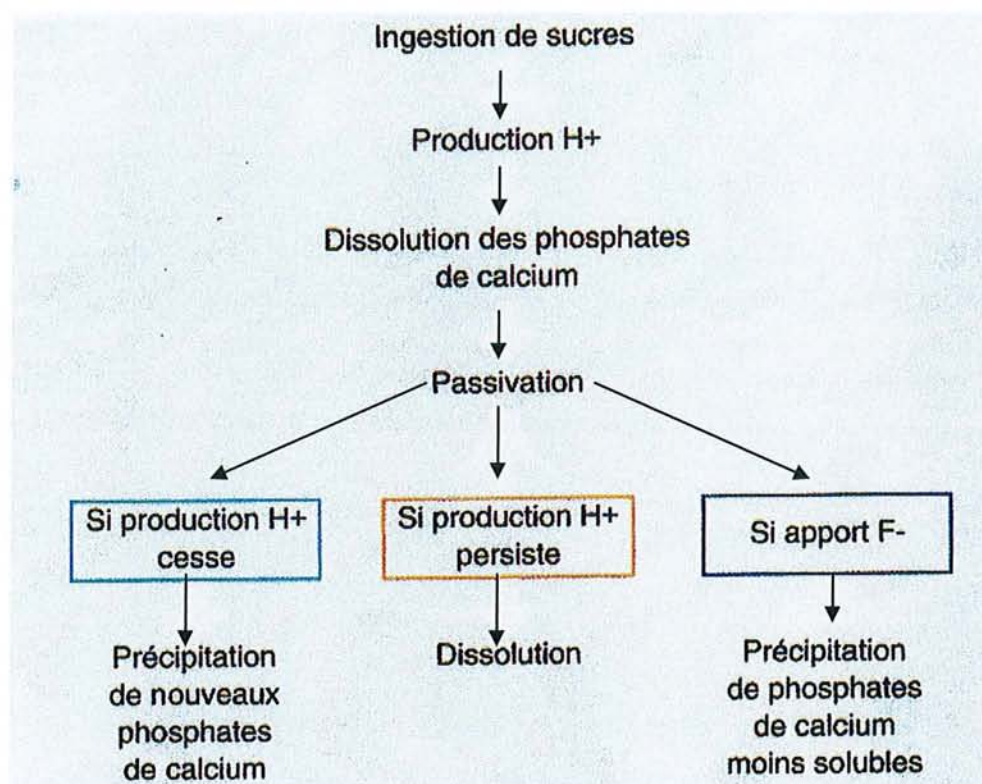 Ingestion de sucres
Production H+
Dissolution des phosphates
de calcium
Passivation
Si production H+
cesse
Si production H+
persiste
Si apport F-
Précipitation
de nouveaux
phosphates
de calcium
Dissolution
Précipitation
de phosphates
de calcium
moins solubles